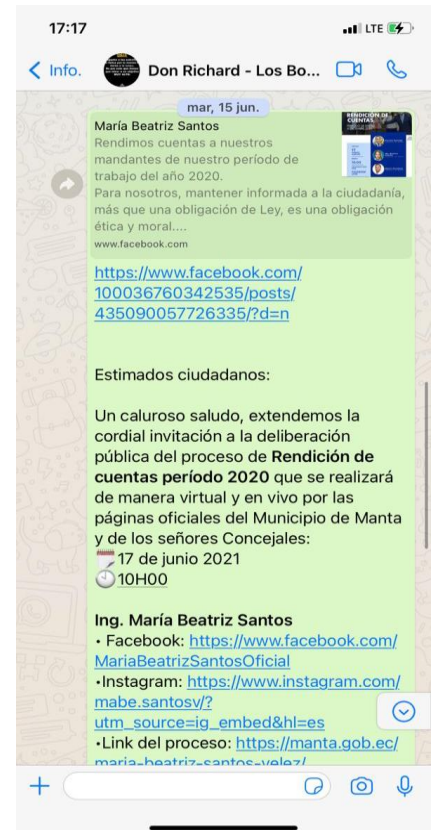 17:17
LTE
Info.
Don Richard - Los Bo...
mar, 15 jun.
María Beatriz Santos
Rendimos cuentas a nuestros
mandantes de nuestro período de
trabajo del año 2020.
Para nosotros, mantener informada a la ciudadanía,
más que una obligación de Ley, es una obligación
ética y moral....
www.facebook.com
RENDICIÓN DE
CUENTAS
https://www.facebook.com/
100036760342535/posts/
435090057726335/?d=n
Estimados ciudadanos:
Un caluroso saludo, extendemos la
cordial invitación a la deliberación
pública del proceso de Rendición de
cuentas período 2020 que se realizará
de manera virtual y en vivo por las
páginas oficiales del Municipio de Manta
y de los señores Concejales:
17 de junio 2021
10H00
Ing. María Beatriz Santos
• Facebook: https://www.facebook.com/
MariaBeatrizSantosOficial
•Instagram: https://www.instagram.com/
mabe.santosv/?
utm_source=ig_embed&hl=es
•Link del proceso: https://manta.gob.ec/
maria-beatriz-santos-velez/